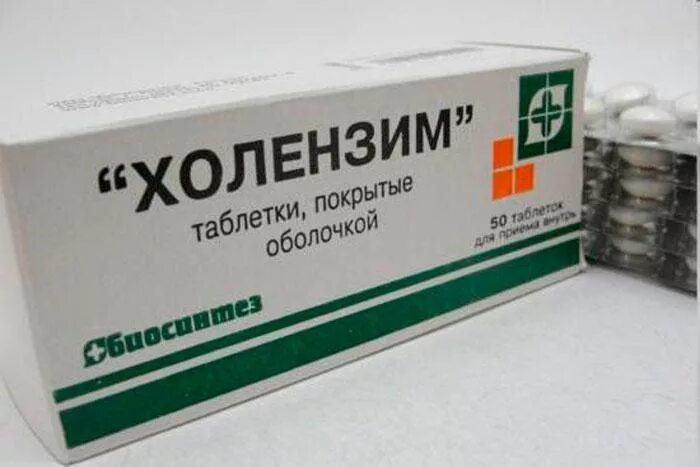 "ХОЛЕНЗИМ"
таблетки, покрытые
оболочкой
50 таблеток
для приема внутрь
биосинтез